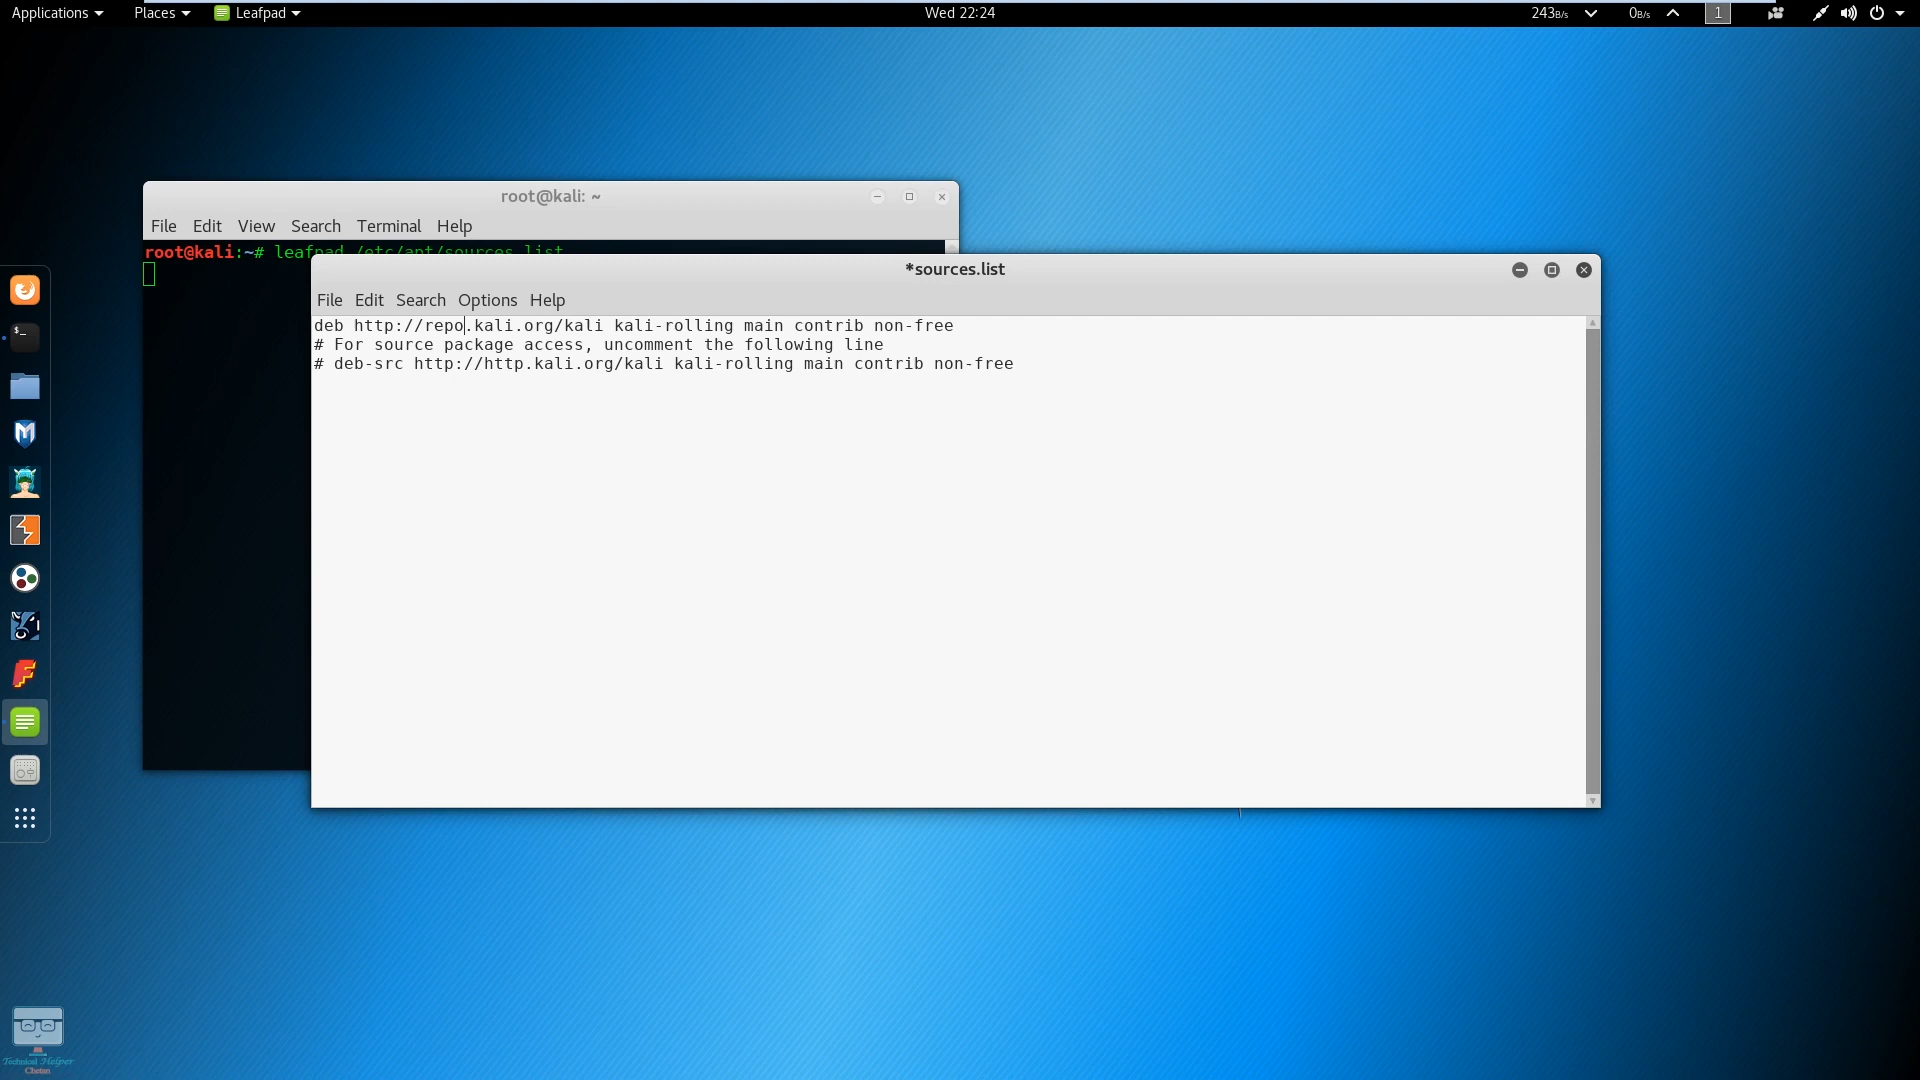 Applications Places Leafpad Wed 22:24 243B/s 0B/s 1
root@kali: ~
File Edit View Search Terminal Help
root@kali:~# leafpad /etc/apt/sources.list
*sources.list
File Edit Search Options Help
deb http://repo.kali.org/kali kali-rolling main contrib non-free
# For source package access, uncomment the following line
# deb-src http://http.kali.org/kali kali-rolling main contrib non-free
Technical Helper
Chetan